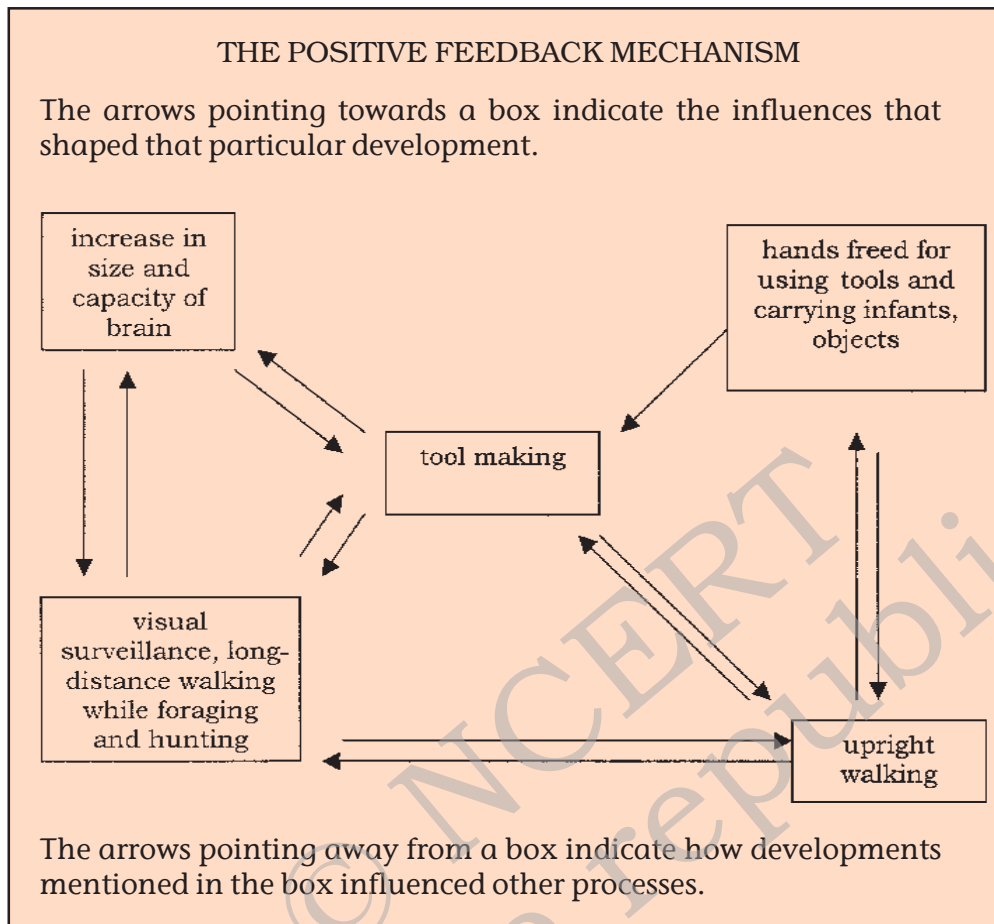 THE POSITIVE FEEDBACK MECHANISM
The arrows pointing towards a box indicate the influences that
shaped that particular development.
increase in
size and
capacity of
brain
hands freed for
using tools and
carrying infants,
objects
tool making
visual
surveillance, long-
distance walking
while foraging
and hunting
upright
walking
The arrows pointing away from a box indicate how developments
mentioned in the box influenced other processes.
© NCERT
republi